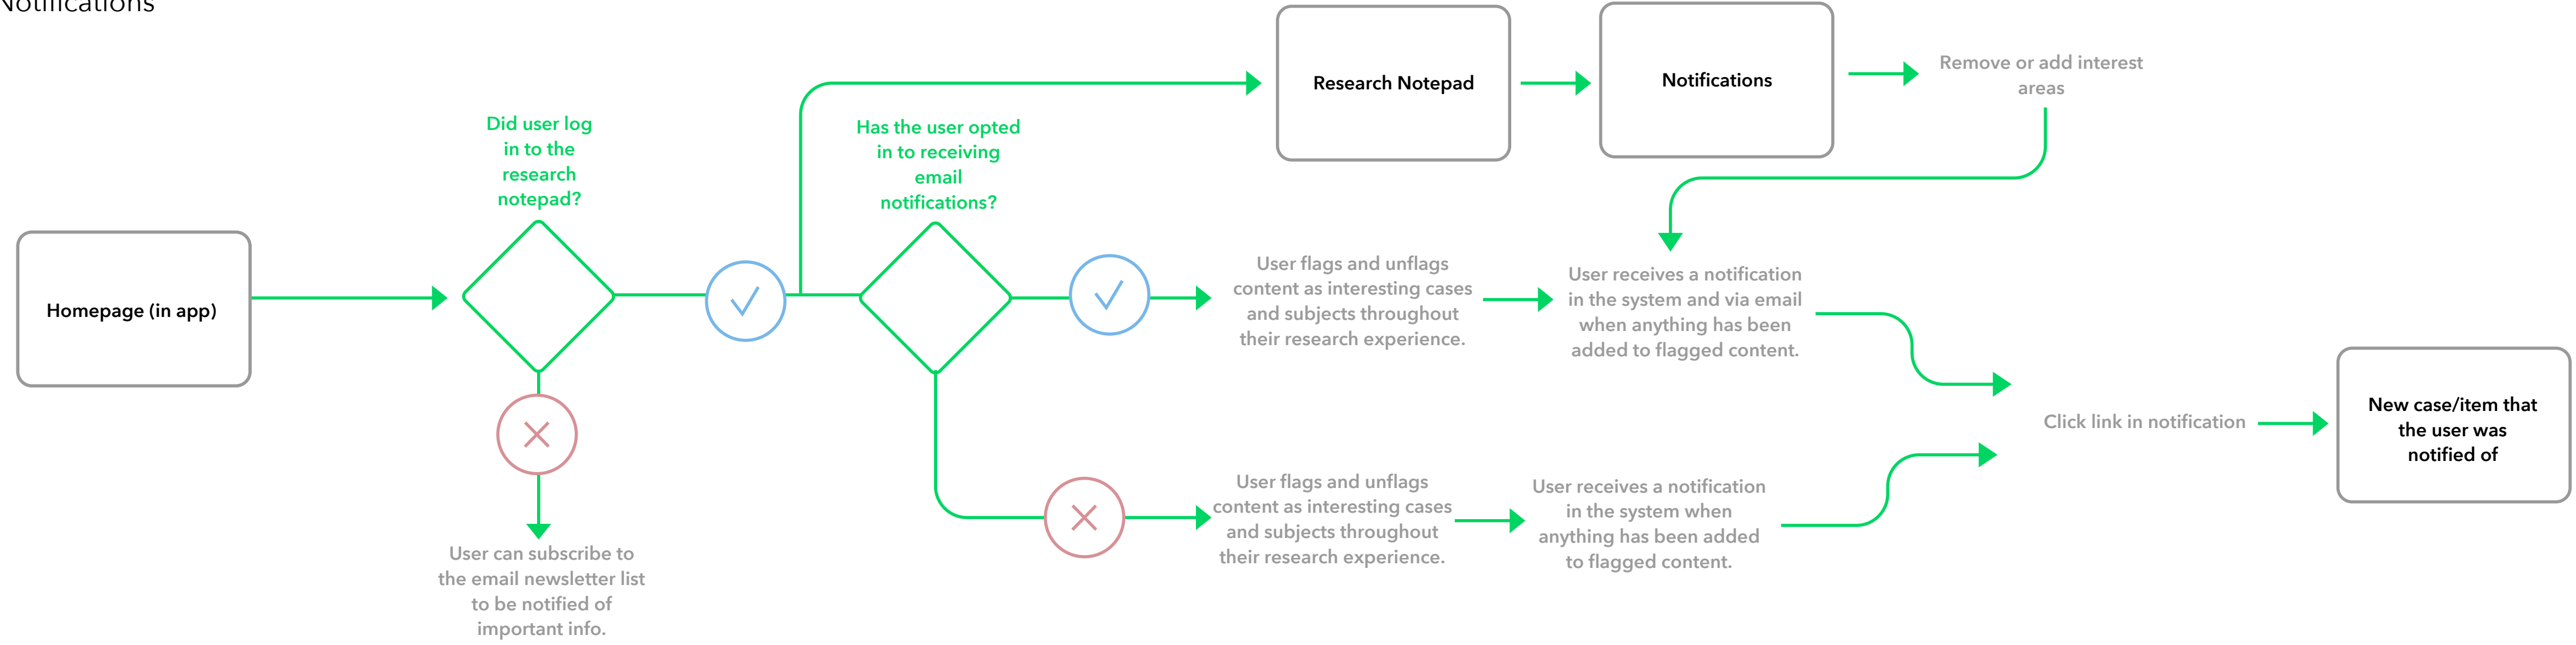 Notifications
Research Notepad
Notifications
Remove or add interest
areas
Did user log
in to the
research
notepad?
Has the user opted
in to receiving
email
notifications?
Homepage (in app)
User flags and unflags
content as interesting cases
and subjects throughout
their research experience.
User receives a notification
in the system and via email
when anything has been
added to flagged content.
Click link in notification
New case/item that
the user was
notified of
User flags and unflags
content as interesting cases
and subjects throughout
their research experience.
User receives a notification
in the system when
anything has been added
to flagged content.
User can subscribe to
the email newsletter list
to be notified of
important info.